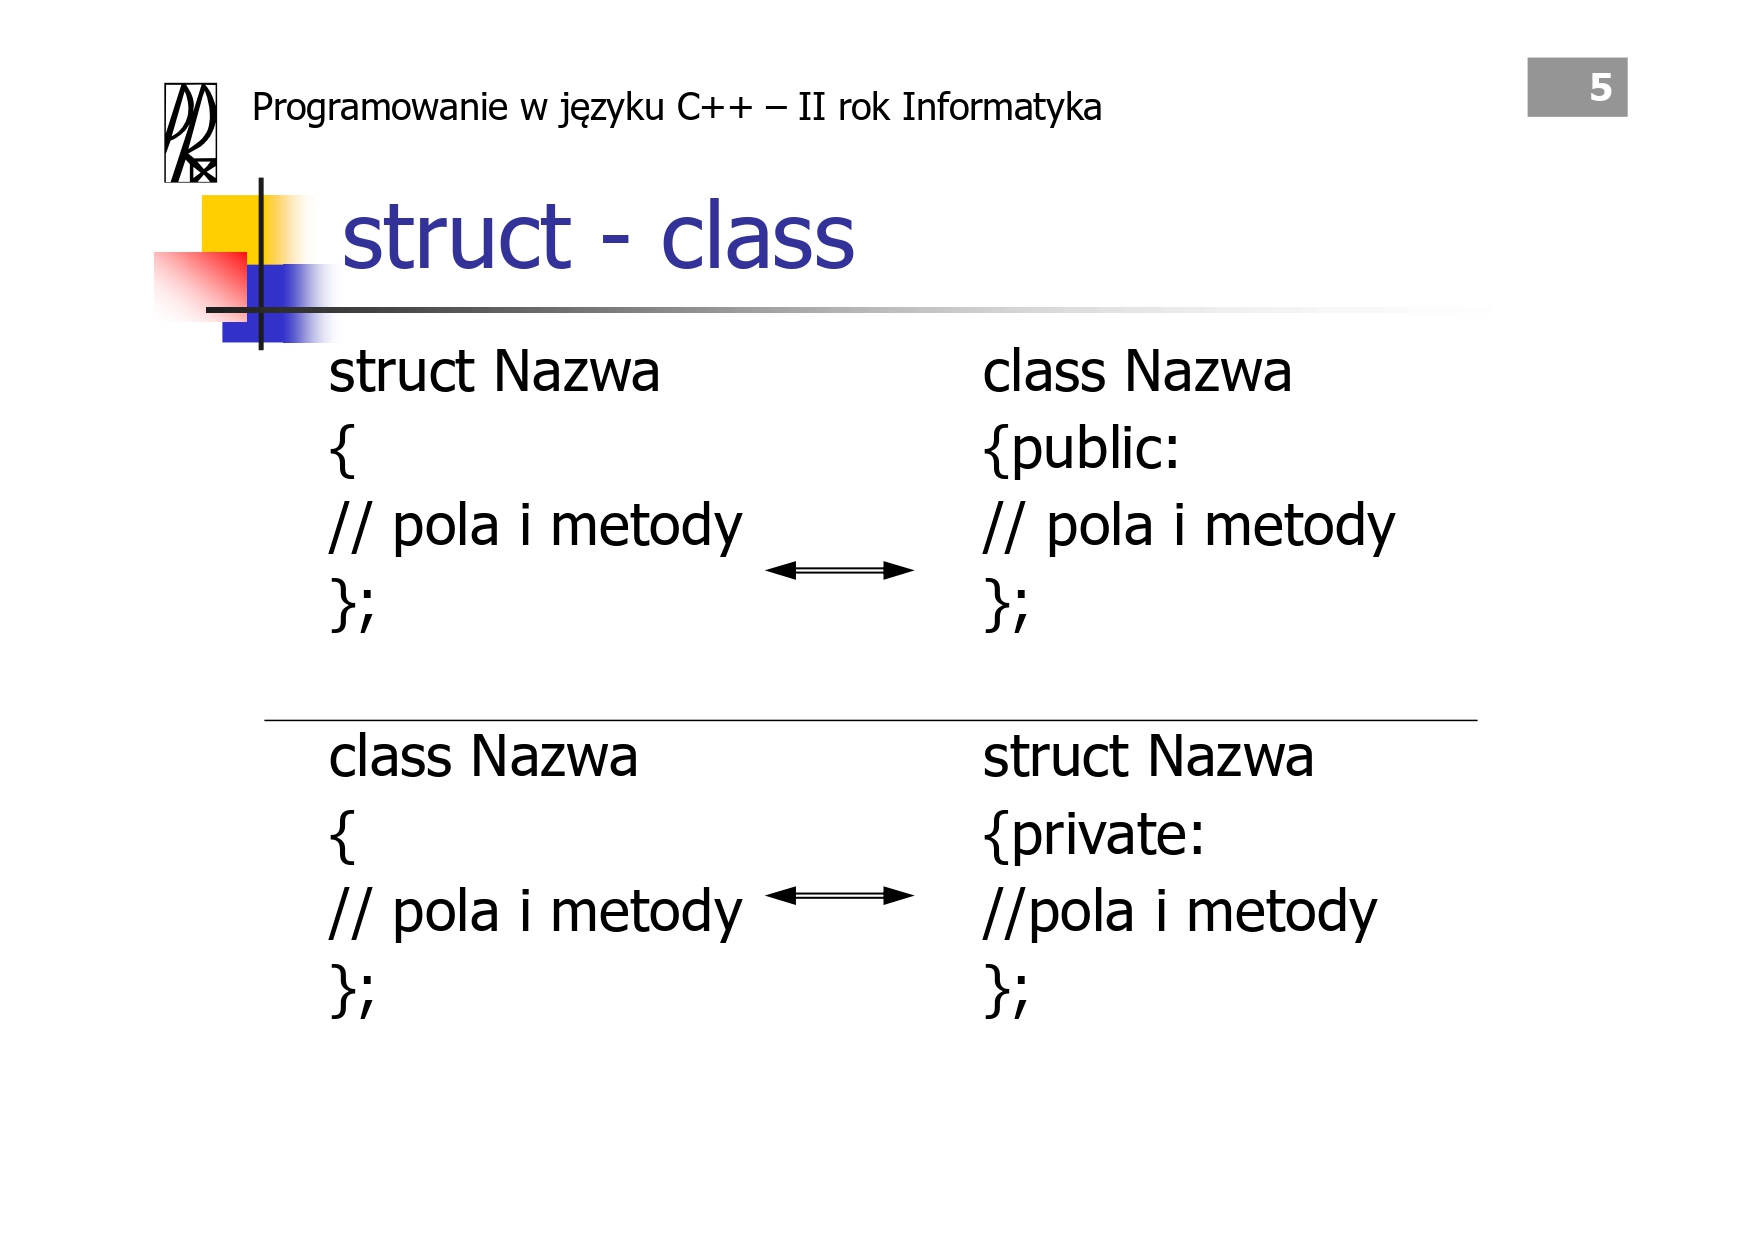 Programowanie w języku C++ – II rok Informatyka
5
struct - class
struct Nazwa
{
// pola i metody
};
class Nazwa
{public:
// pola i metody
};
class Nazwa
{
// pola i metody
};
struct Nazwa
{private:
//pola i metody
};